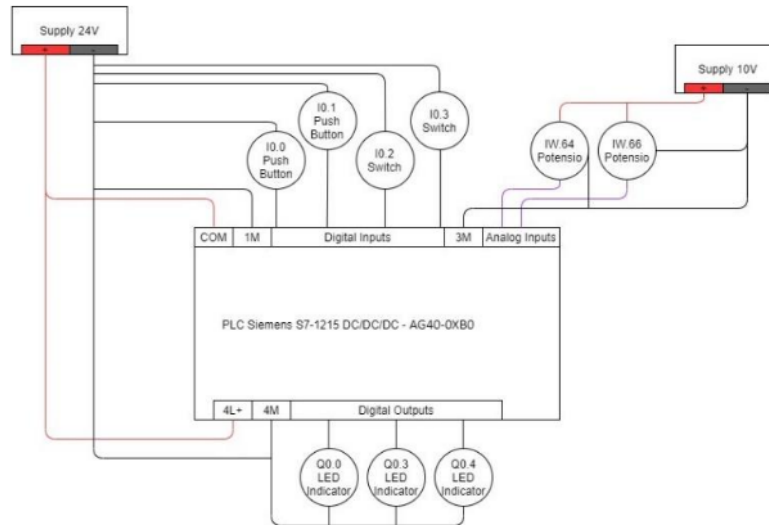 Supply 24V
+ -
Supply 10V
+ -
I0.0
Push
Button
I0.1
Push
Button
I0.2
Switch
I0.3
Switch
IW.64
Potensio
IW.66
Potensio
COM
1M
Digital Inputs
3M
Analog Inputs
PLC Siemens S7-1215 DC/DC/DC - AG40-0XB0
4L+
4M
Digital Outputs
Q0.0
LED
Indicator
Q0.3
LED
Indicator
Q0.4
LED
Indicator